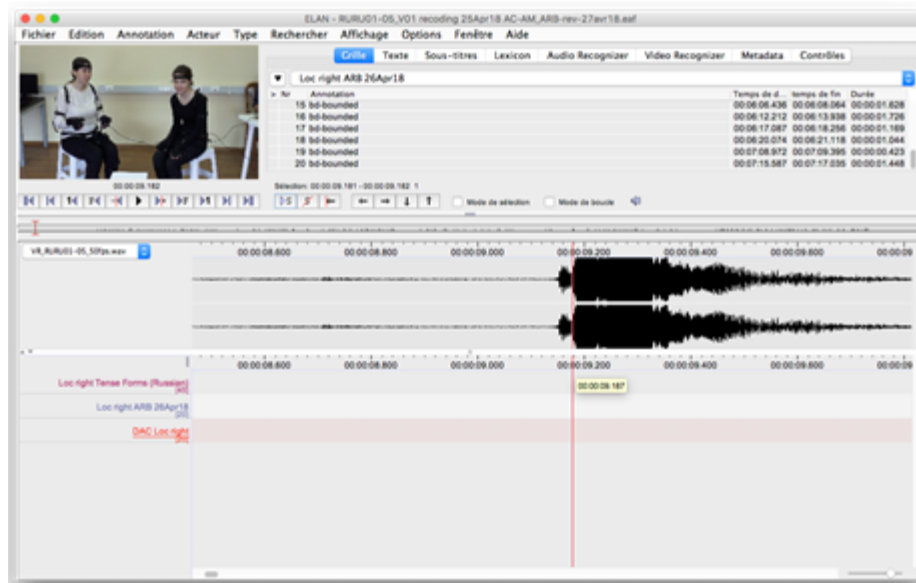 ELAN - RURU01-05_V01 recoding 25Apr18 AC-AM_ARB-rev-27avr18.eaf
Fichier Edition Annotation Acteur Type Rechercher Affichage Options Fenêtre Aide
Grille Texte Sous-titres Lexicon Audio Recognizer Video Recognizer Metadata Contrôles
Loc right ARB 26Apr18
> Nr Annotation Temps de d... temps de fin Durée
15 bd-bounded 00:06:06.436 00:06:08.064 00:00:01.628
16 bd-bounded 00:06:12.212 00:06:13.938 00:00:01.726
17 bd-bounded 00:06:17.087 00:06:18.256 00:00:01.169
18 bd-bounded 00:06:20.074 00:06:21.118 00:00:01.044
19 bd-bounded 00:07:08.972 00:07:09.395 00:00:00.423
20 bd-bounded 00:07:15.587 00:07:17.035 00:00:01.448
00:00:09.182
Sélection: 00:00:09.181 - 00:00:09.182 1
Mode de sélection Mode de boucle
VR_RURU01-05_50fps.wav
00:00:08.600 00:00:08.800 00:00:09.000 00:00:09.200 00:00:09.400 00:00:09.600 00:00:09
00:00:08.600 00:00:08.800 00:00:09.000 00:00:09.200 00:00:09.400 00:00:09.600 00:00:09
00:00:09.187
Loc right Tense Forms (Russian)
Loc right ARB 26Apr18
DAC Loc right